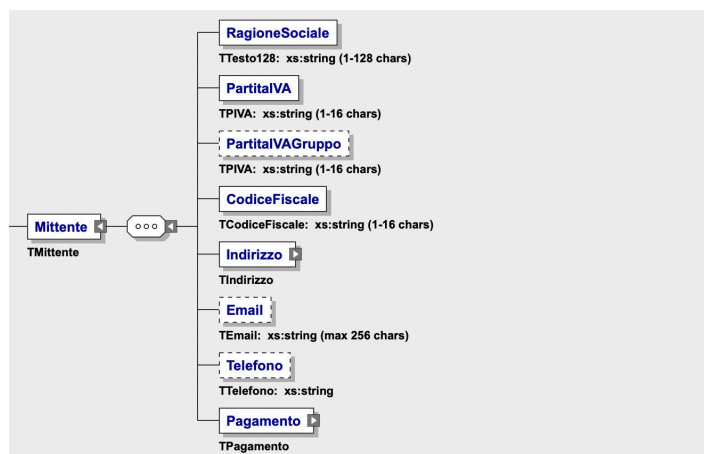 RagioneSociale
TTesto128: xs:string (1-128 chars)
PartitaIVA
TPIVA: xs:string (1-16 chars)
PartitaIVAGruppo
TPIVA: xs:string (1-16 chars)
CodiceFiscale
TCodiceFiscale: xs:string (1-16 chars)
Mittente
TMittente
Indirizzo
TIndirizzo
Email
TEmail: xs:string (max 256 chars)
Telefono
TTelefono: xs:string
Pagamento
TPagamento